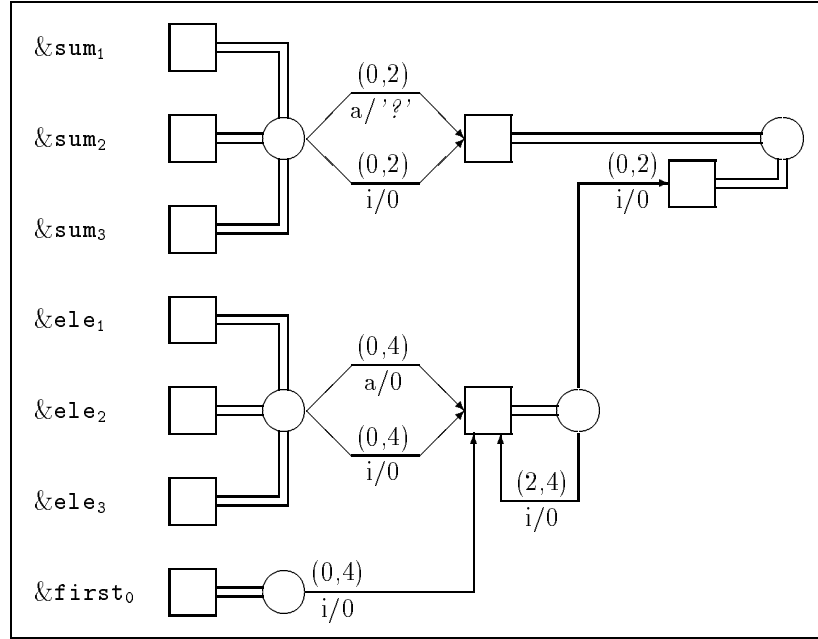 &sum₁
(0,2)
a/'?'
&sum₂
(0,2)
i/0
(0,2)
i/0
&sum₃
&ele₁
(0,4)
a/0
&ele₂
(0,4)
i/0
(2,4)
i/0
&ele₃
(0,4)
i/0
&first₀